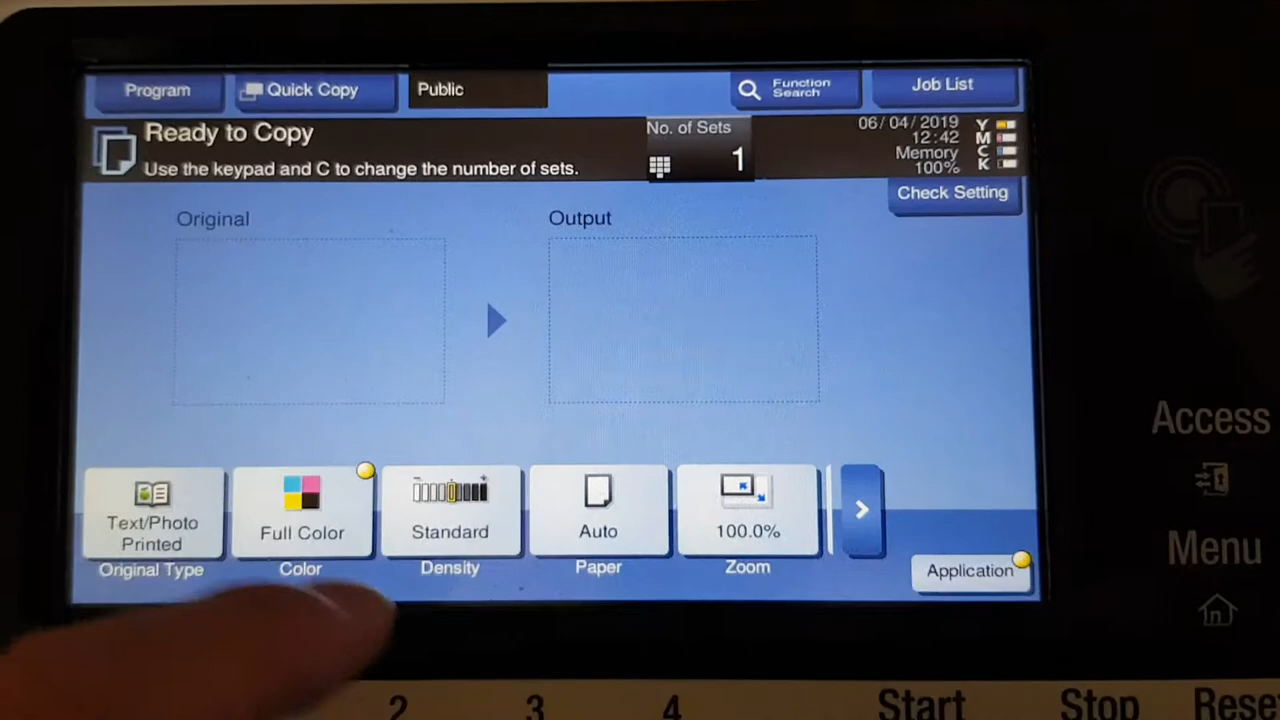 Program
Quick Copy
Public
Function
Search
Job List
Ready to Copy
Use the keypad and C to change the number of sets.
No. of Sets
1
06/04/2019
12:42
Memory
100%
Y
M
C
K
Check Setting
Original
Output
Text/Photo
Printed
Full Color
Standard
Auto
100.0%
Original Type
Color
Density
Paper
Zoom
Application
Access
Menu
2
3
4
Start
Stop
Rese